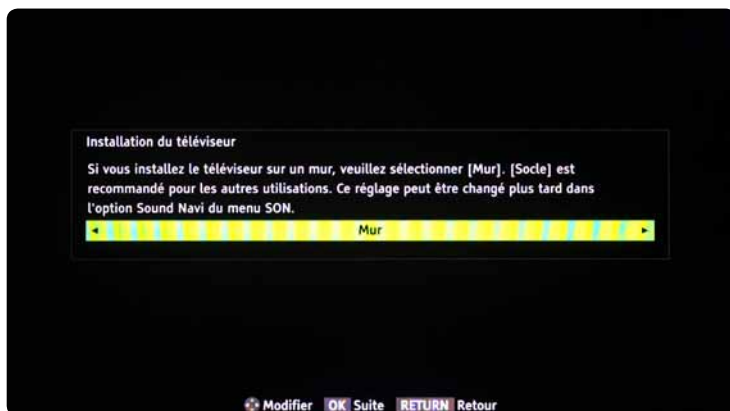 Installation du téléviseur
Si vous installez le téléviseur sur un mur, veuillez sélectionner [Mur]. [Socle] est
recommandé pour les autres utilisations. Ce réglage peut être changé plus tard dans
l'option Sound Navi du menu SON.
Mur
Modifier OK Suite RETURN Retour